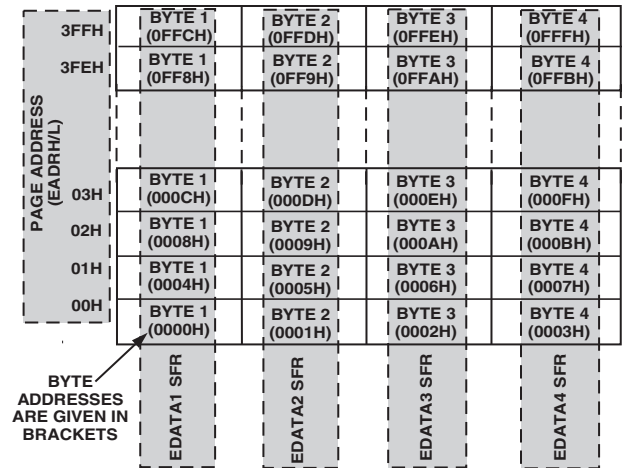 3FFH
BYTE 1
(0FFCH)
BYTE 2
(0FFDH)
BYTE 3
(0FFEH)
BYTE 4
(0FFFH)
3FEH
BYTE 1
(0FF8H)
BYTE 2
(0FF9H)
BYTE 3
(0FFAH)
BYTE 4
(0FFBH)
PAGE ADDRESS
(EADRH/L)
03H
BYTE 1
(000CH)
BYTE 2
(000DH)
BYTE 3
(000EH)
BYTE 4
(000FH)
02H
BYTE 1
(0008H)
BYTE 2
(0009H)
BYTE 3
(000AH)
BYTE 4
(000BH)
01H
BYTE 1
(0004H)
BYTE 2
(0005H)
BYTE 3
(0006H)
BYTE 4
(0007H)
00H
BYTE 1
(0000H)
BYTE 2
(0001H)
BYTE 3
(0002H)
BYTE 4
(0003H)
BYTE
ADDRESSES
ARE GIVEN IN
BRACKETS
EDATA1 SFR
EDATA2 SFR
EDATA3 SFR
EDATA4 SFR